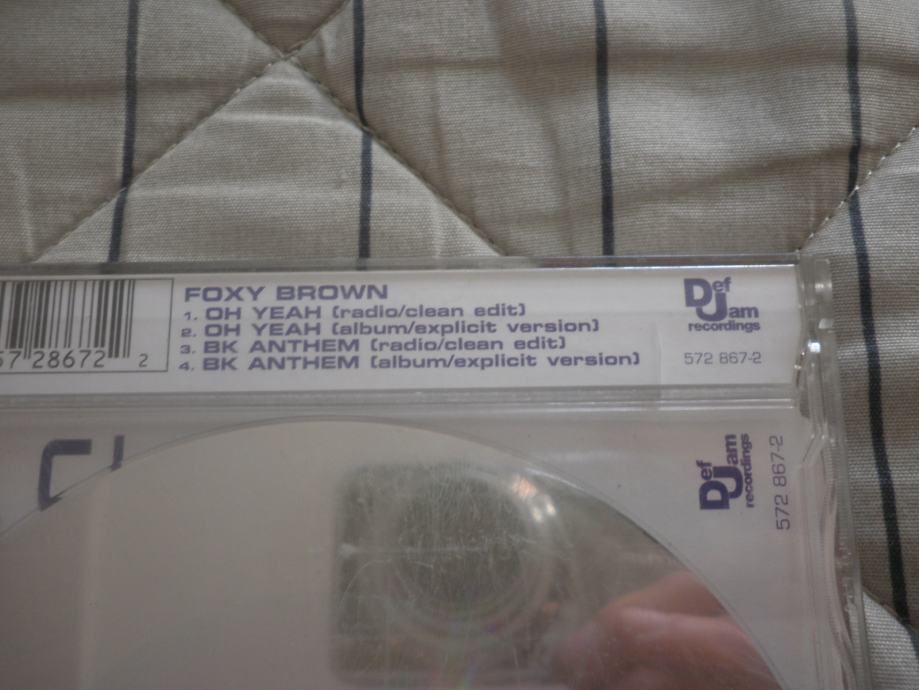 FOXY BROWN
1. OH YEAH (radio/clean edit)
2. OH YEAH (album/explicit version)
3. BK ANTHEM (radio/clean edit)
4. BK ANTHEM (album/explicit version)
Def Jam
recordings
572 867-2
28672 2
Def Jam
recordings
572 867-2